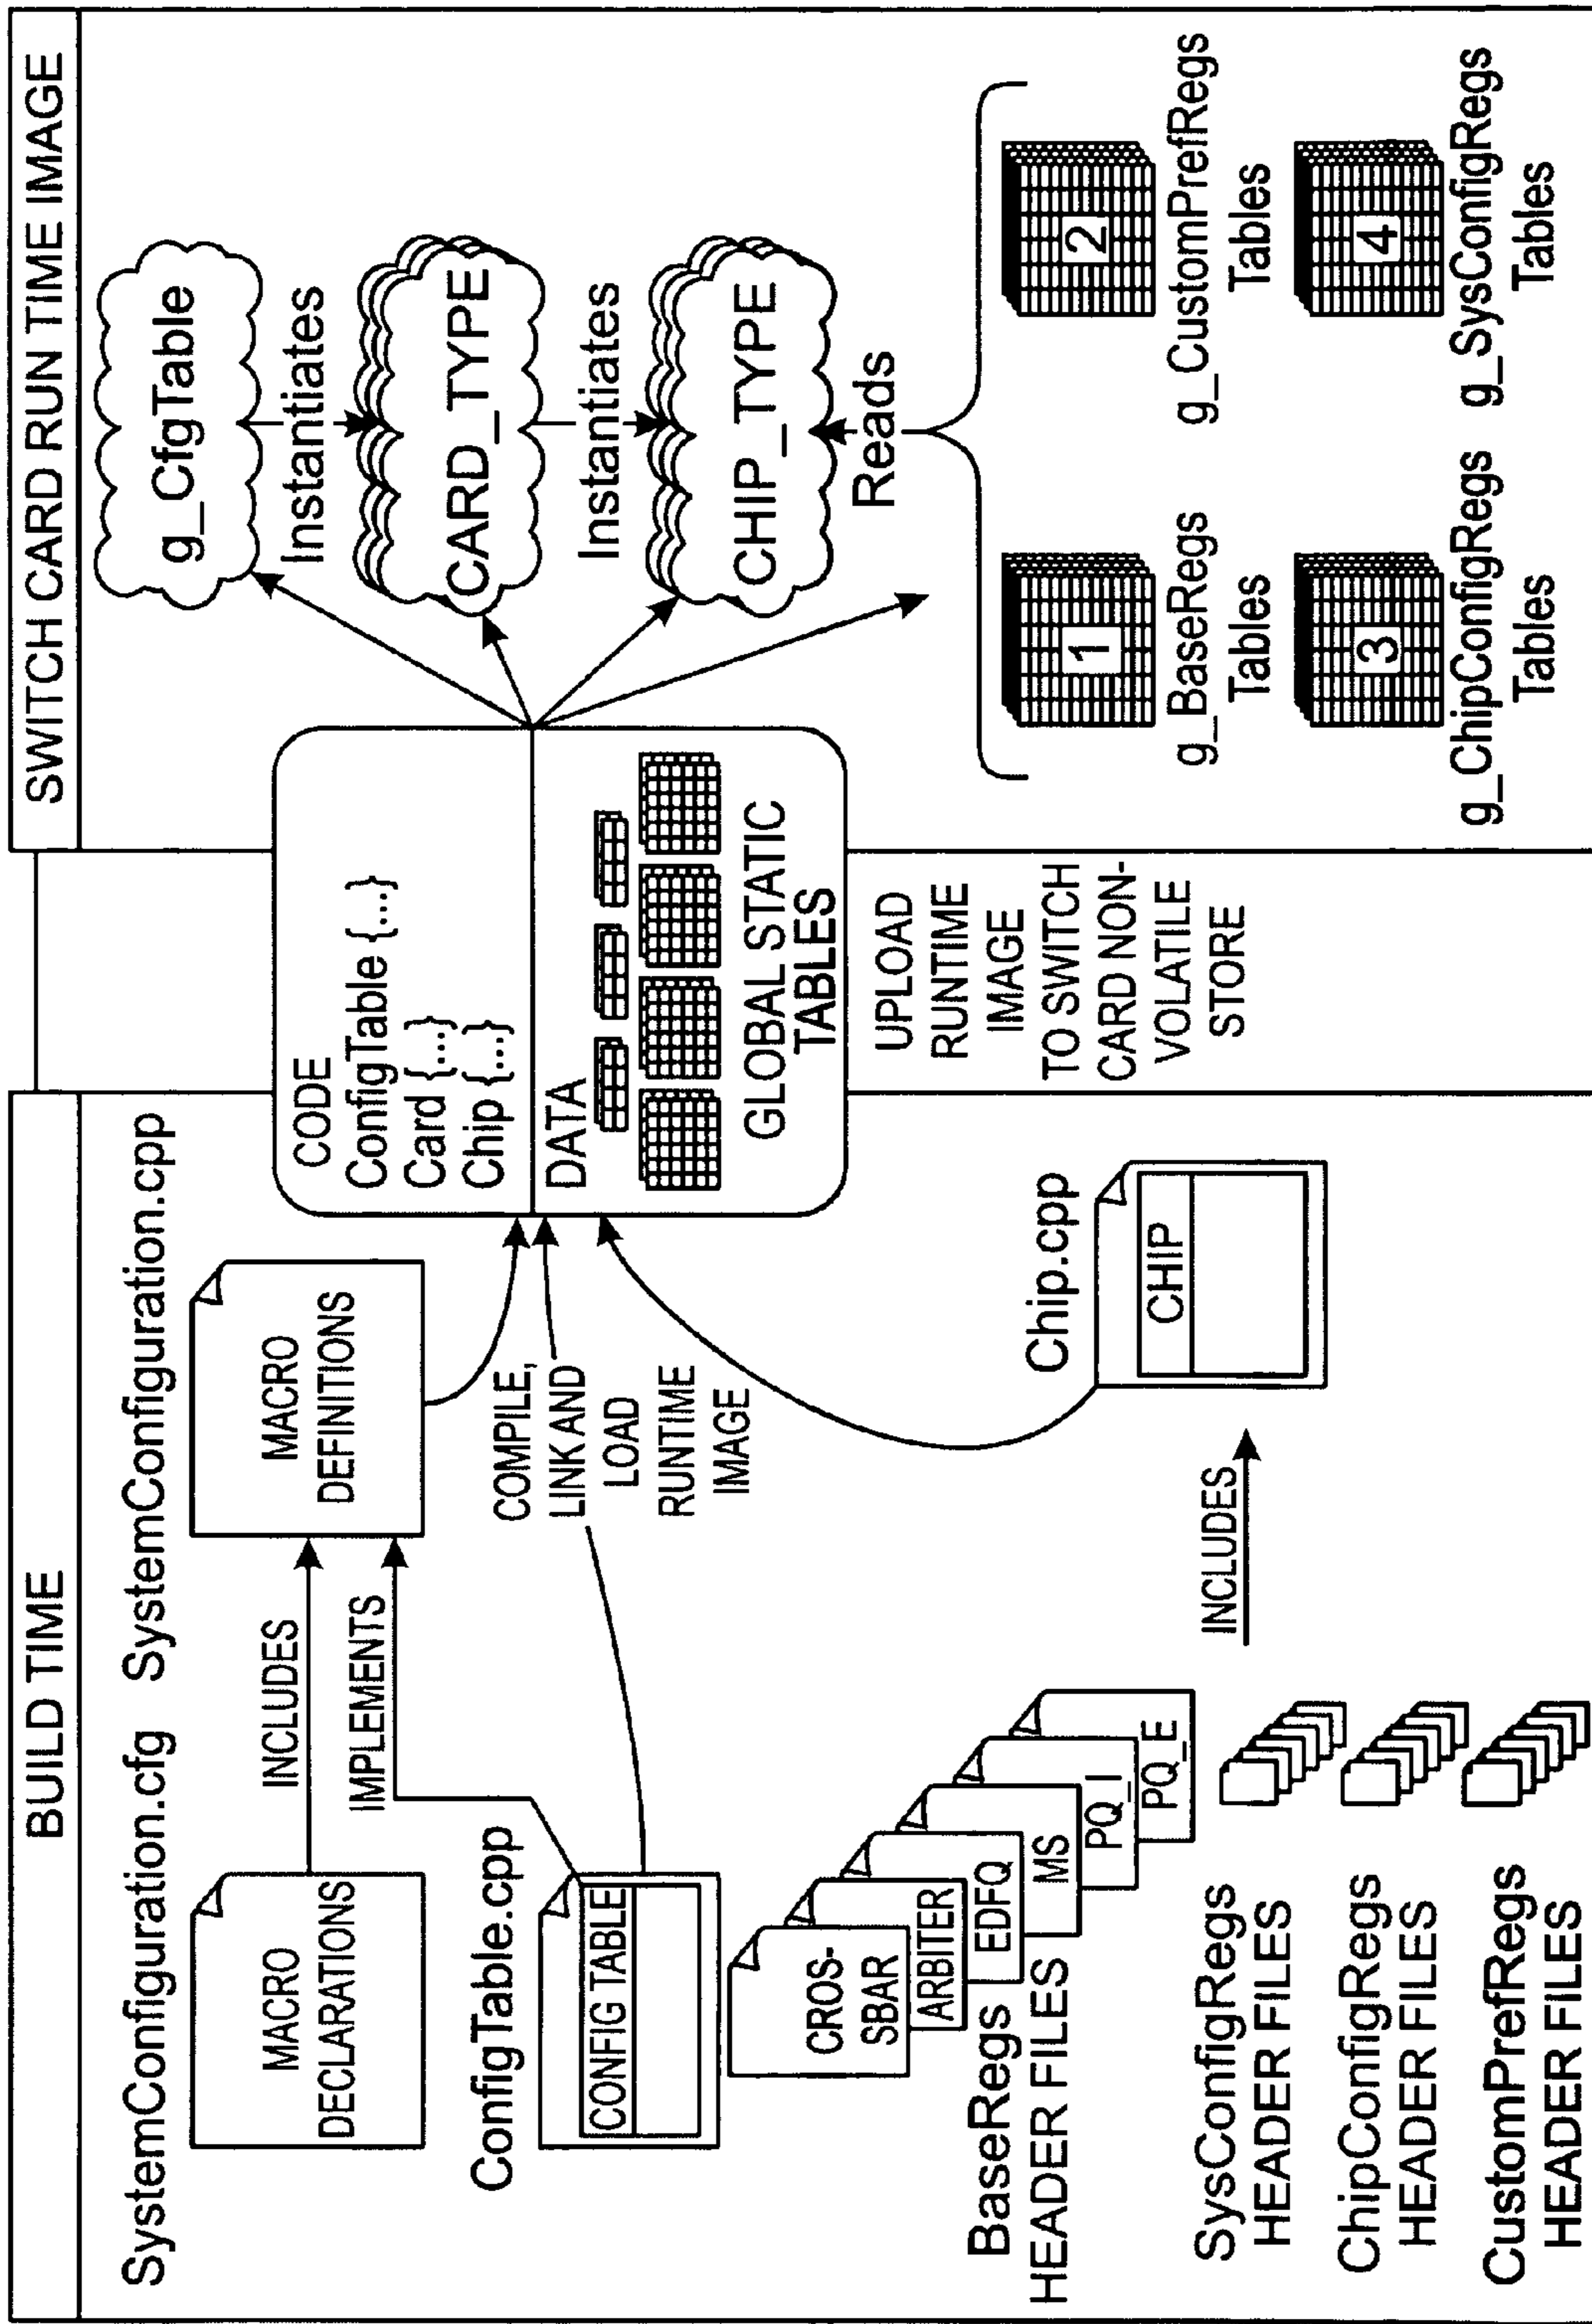 BUILD TIME
SystemConfiguration.cfg
SystemConfiguration.cpp
MACRO
DECLARATIONS
INCLUDES
IMPLEMENTS
MACRO
DEFINITIONS
ConfigTable.cpp
CONFIG TABLE
COMPILE,
LINK AND
LOAD
RUNTIME
IMAGE
CROS-
SBAR
ARBITER
EDFQ
MS
PQ_I
PQ_E
BaseRegs
HEADER FILES
SysConfigRegs
HEADER FILES
ChipConfigRegs
HEADER FILES
CustomPrefRegs
HEADER FILES
INCLUDES
Chip.cpp
CHIP
CODE
ConfigTable {...}
Card {...}
Chip {...}
DATA
GLOBAL STATIC
TABLES
UPLOAD
RUNTIME
IMAGE
TO SWITCH
CARD NON-
VOLATILE
STORE
SWITCH CARD RUN TIME IMAGE
g_CfgTable
Instantiates
CARD_TYPE
Instantiates
CHIP_TYPE
Reads
1
g_BaseRegs
Tables
2
g_CustomPrefRegs
Tables
3
g_ChipConfigRegs
Tables
4
g_SysConfigRegs
Tables